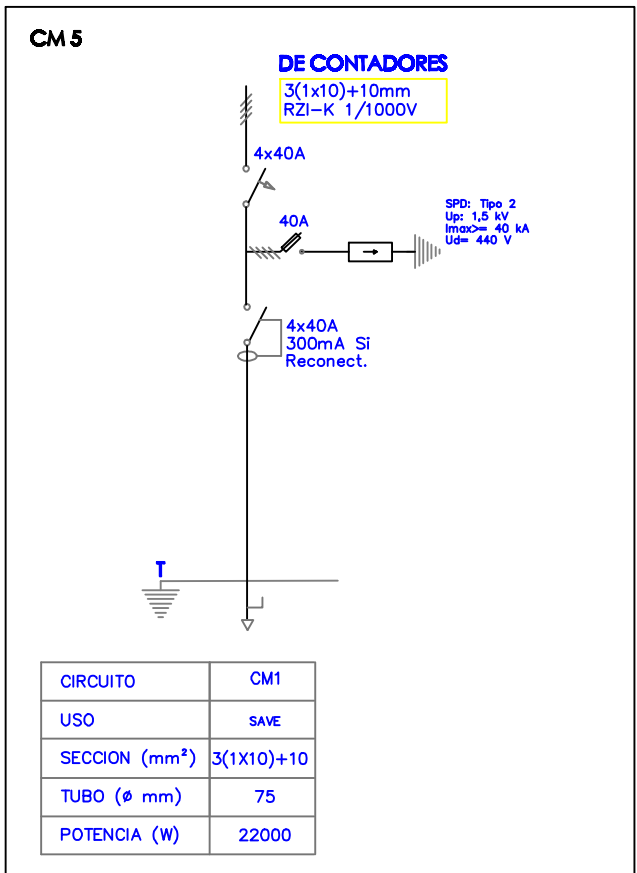 CM 5
DE CONTADORES
3(1x10)+10mm
RZI-K 1/1000V
4x40A
40A
SPD: Tipo 2
Up: 1,5 kV
Imax>= 40 kA
Ud= 440 V
4x40A
300mA Si
Reconect.
T
CIRCUITO CM1
USO SAVE
SECCION (mm²) 3(1X10)+10
TUBO (ø mm) 75
POTENCIA (W) 22000